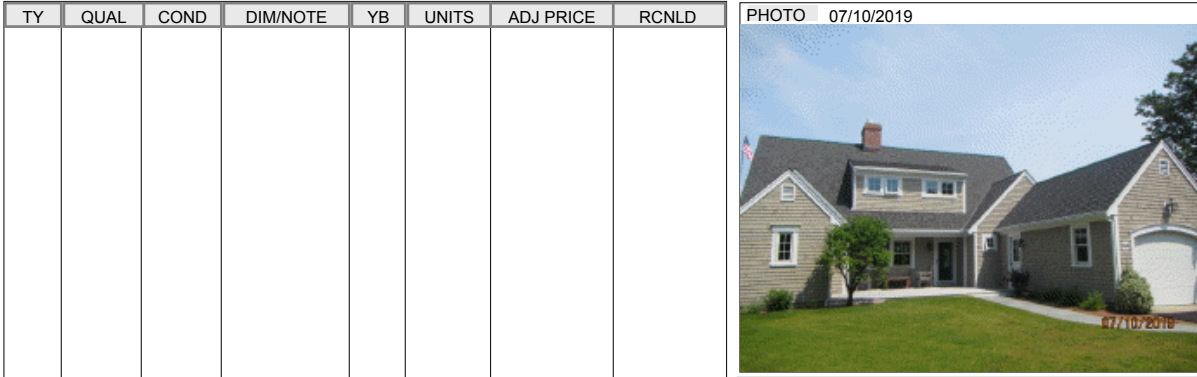 TY QUAL COND DIM/NOTE YB UNITS ADJ PRICE RCNLD
PHOTO 07/10/2019
07/10/2019